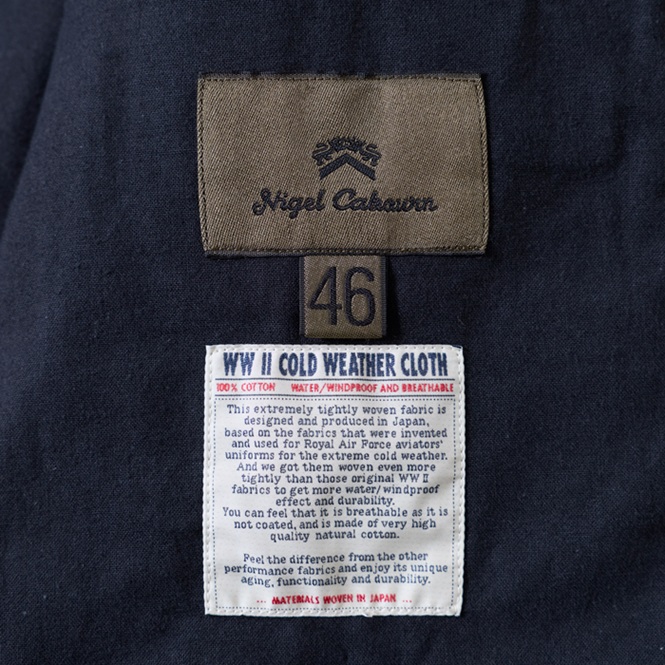 Nigel Cabourn
46
WW II COLD WEATHER CLOTH
100% COTTON WATER/WINDPROOF AND BREATHABLE
This extremely tightly woven fabric is
designed and produced in Japan,
based on the fabrics that were invented
and used for Royal Air Force aviators'
uniforms for the extreme cold weather.
And we got them woven even more
tightly than those original WW II
fabrics to get more water/windproof
effect and durability.
You can feel that it is breathable as it is
not coated, and is made of very high
quality natural cotton.
Feel the difference from the other
performance fabrics and enjoy its unique
aging, functionality and durability.
... MATERIALS WOVEN IN JAPAN ...